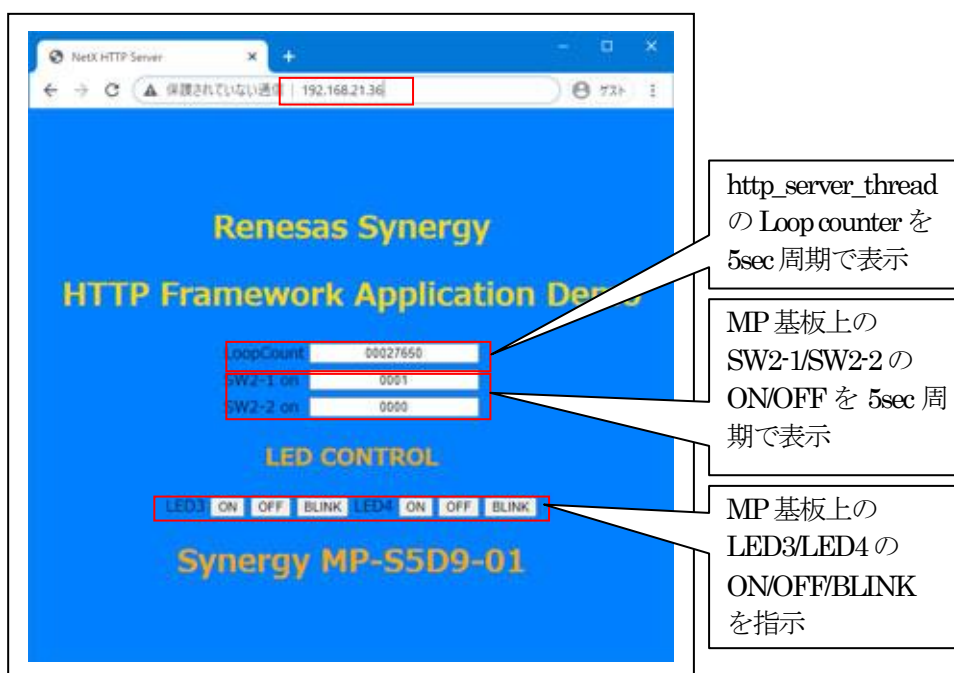 NetX HTTP Server
保護されていない通信 | 192.168.21.36
ゲスト
Renesas Synergy
HTTP Framework Application Demo
LoopCount 00027650
SW2-1 on 0001
SW2-2 on 0000
LED CONTROL
LED3 ON OFF BLINK LED4 ON OFF BLINK
Synergy MP-S5D9-01
http_server_thread
の Loop counter を
5sec 周期で表示
MP 基板上の
SW2-1/SW2-2 の
ON/OFF を 5sec 周
期で表示
MP 基板上の
LED3/LED4 の
ON/OFF/BLINK
を指示